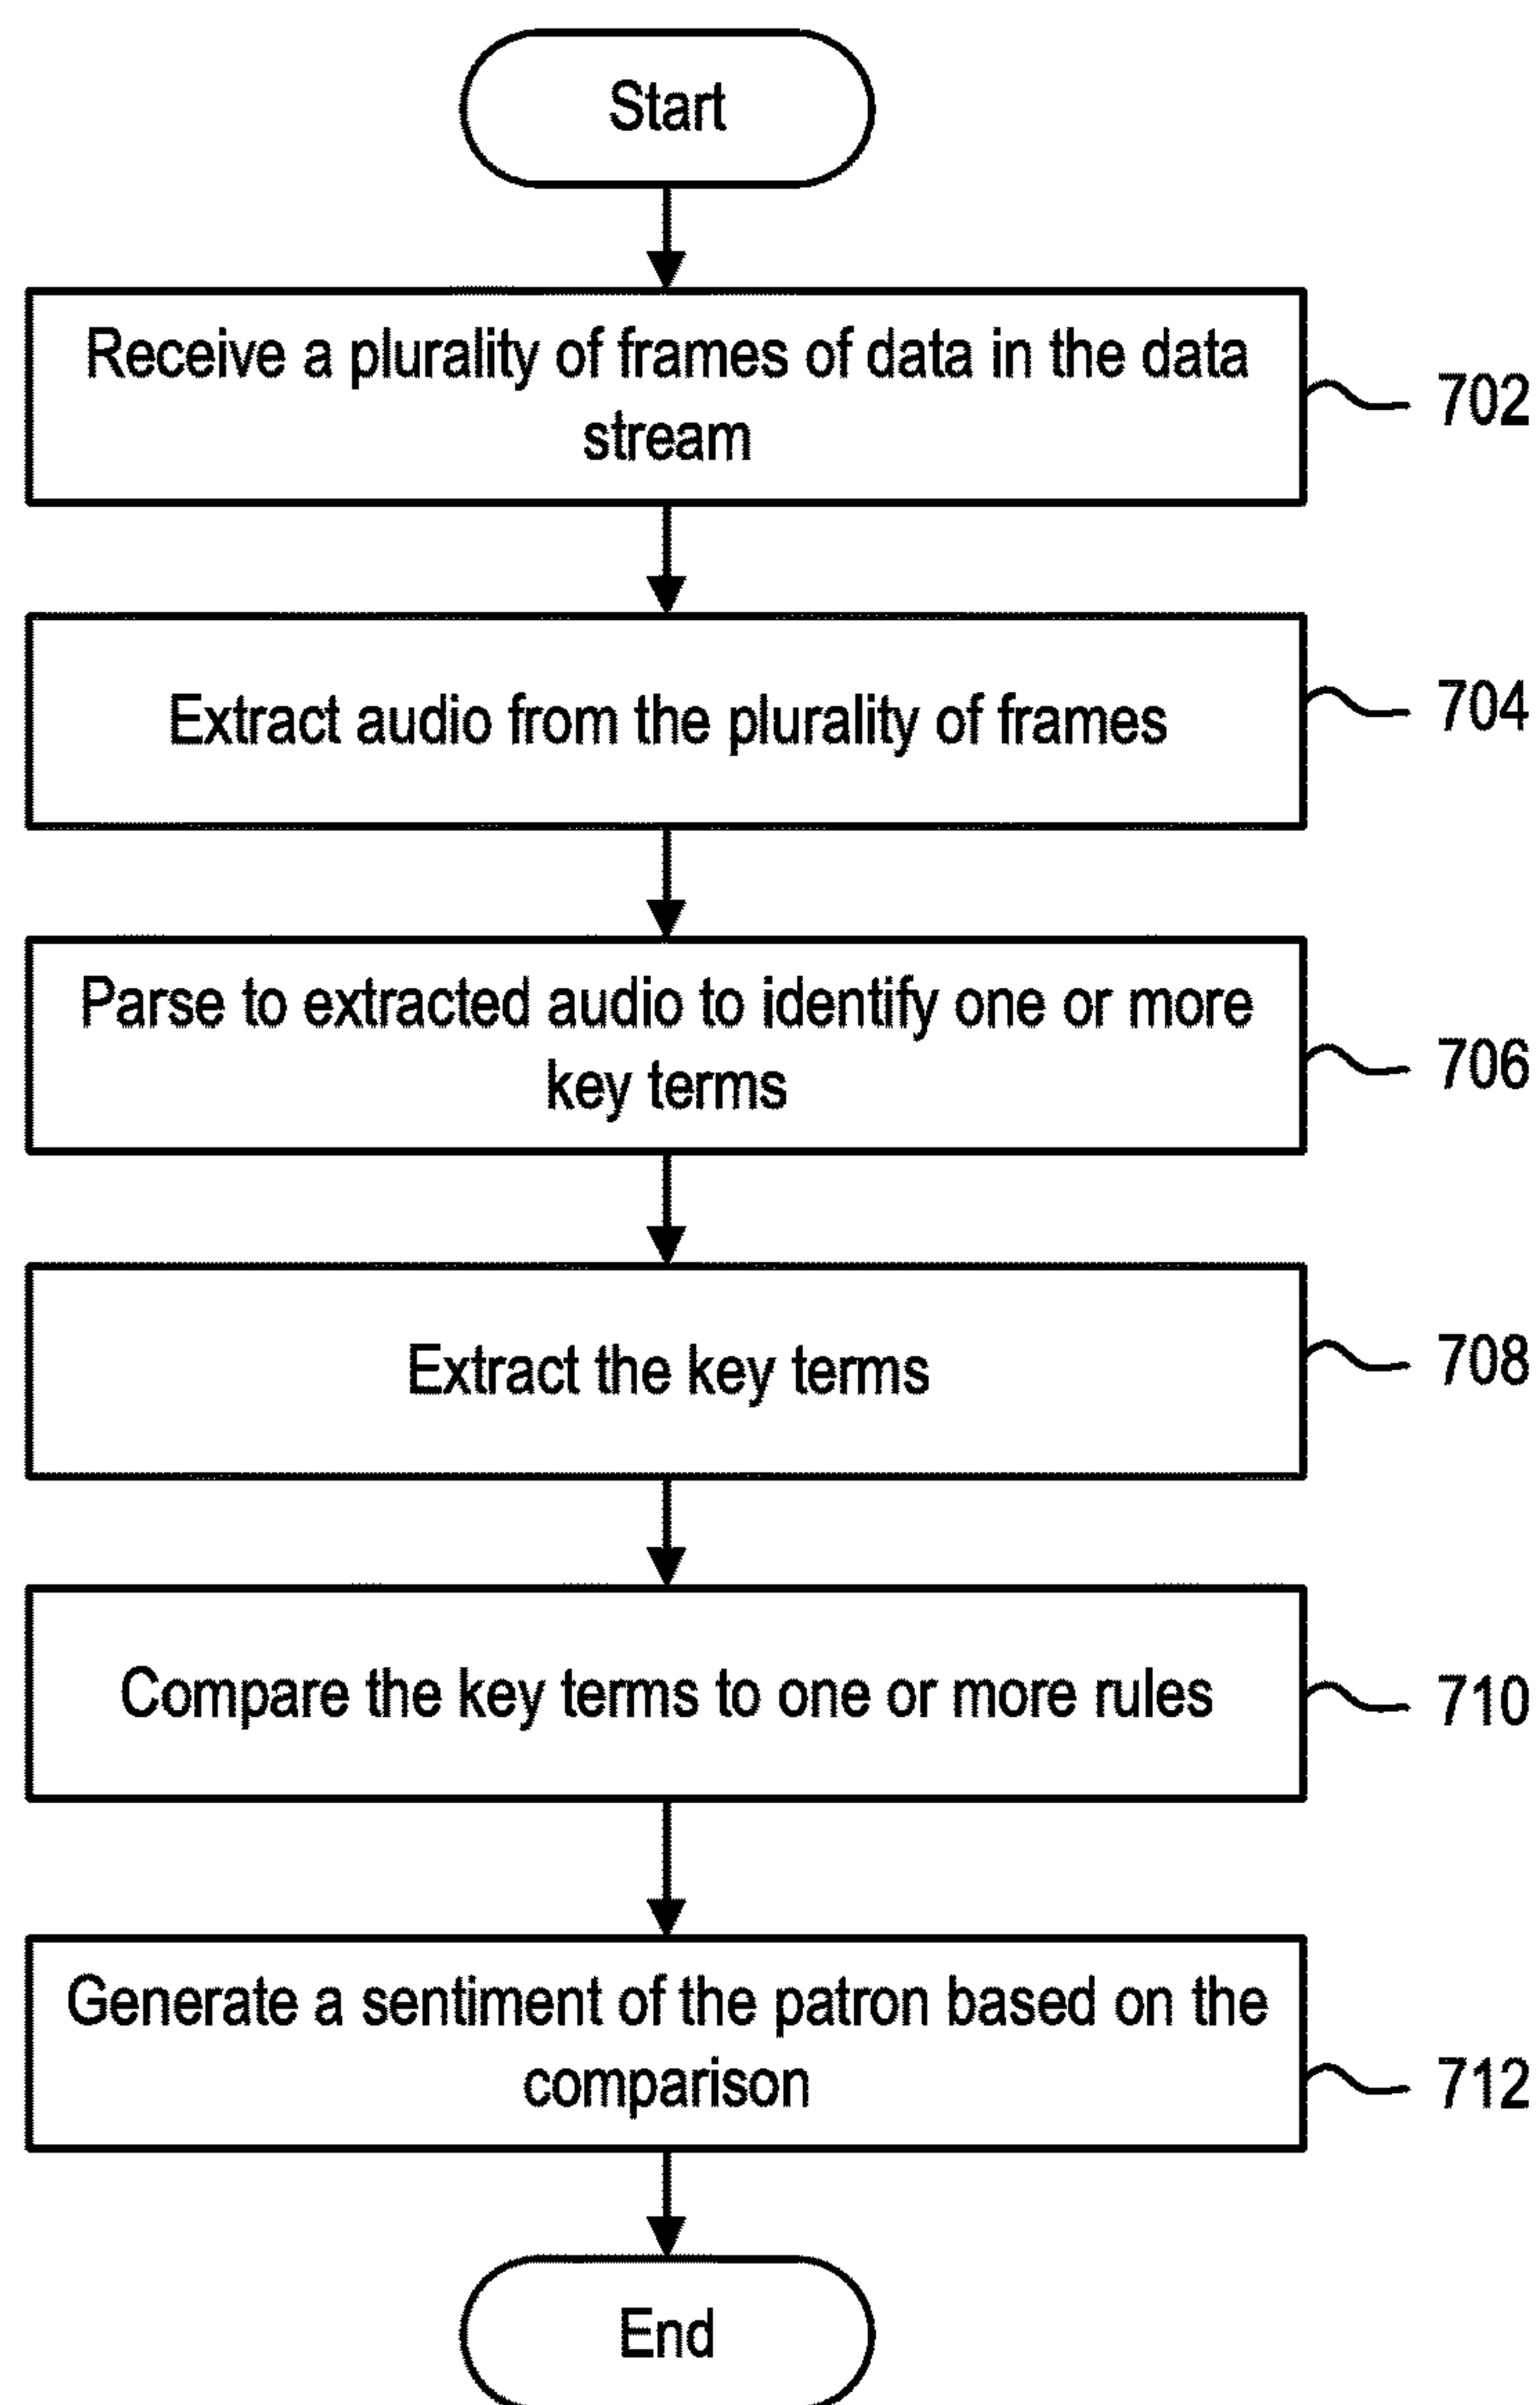 Start
Receive a plurality of frames of data in the data
stream
702
Extract audio from the plurality of frames
704
Parse to extracted audio to identify one or more
key terms
706
Extract the key terms
708
Compare the key terms to one or more rules
710
Generate a sentiment of the patron based on the
comparison
712
End